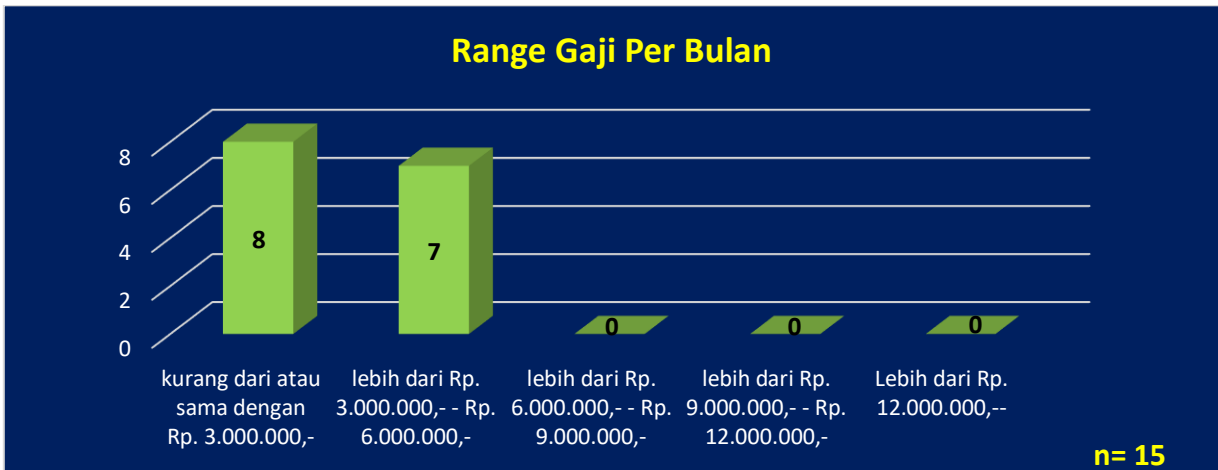 Range Gaji Per Bulan
8
6
4
2
0
8
7
0
0
0
kurang dari atau
sama dengan
Rp. 3.000.000,-
lebih dari Rp.
3.000.000,- - Rp.
6.000.000,-
lebih dari Rp.
6.000.000,- - Rp.
9.000.000,-
lebih dari Rp.
9.000.000,- - Rp.
12.000.000,-
Lebih dari Rp.
12.000.000,--
n= 15